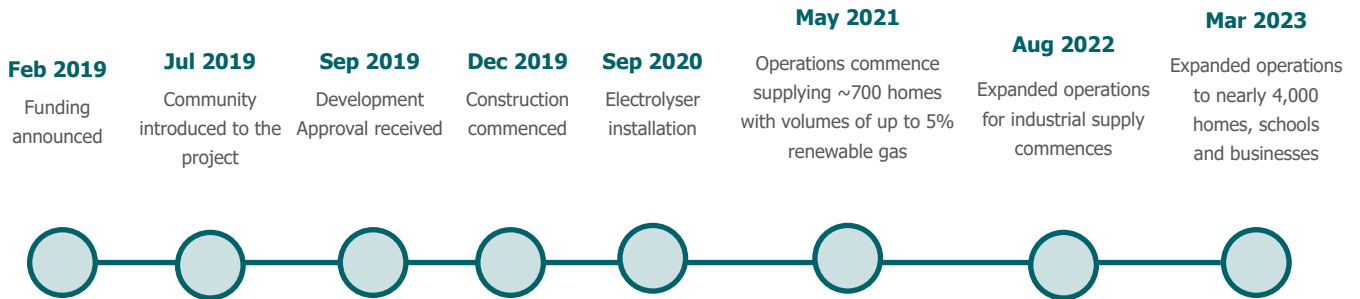 Feb 2019
Funding
announced
Jul 2019
Community
introduced to the
project
Sep 2019
Development
Approval received
Dec 2019
Construction
commenced
Sep 2020
Electrolyser
installation
May 2021
Operations commence
supplying ~700 homes
with volumes of up to 5%
renewable gas
Aug 2022
Expanded operations
for industrial supply
commences
Mar 2023
Expanded operations
to nearly 4,000
homes, schools
and businesses